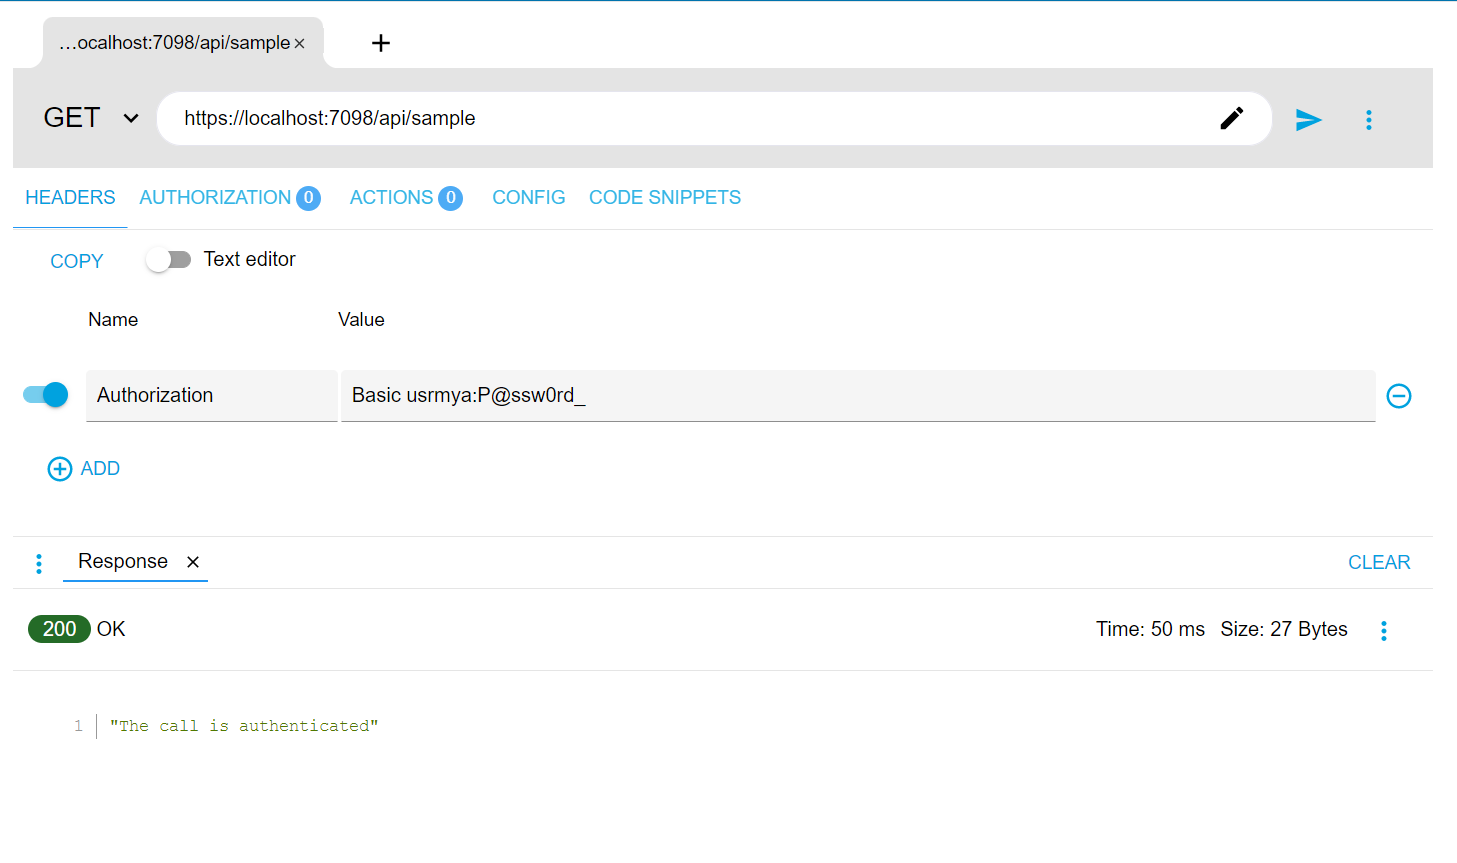 ...ocalhost:7098/api/sample × +
GET https://localhost:7098/api/sample
HEADERS AUTHORIZATION 0 ACTIONS 0 CONFIG CODE SNIPPETS
COPY Text editor
Name Value
Authorization Basic usrmya:P@ssw0rd_
ADD
Response × CLEAR
200 OK Time: 50 ms Size: 27 Bytes
1 "The call is authenticated"